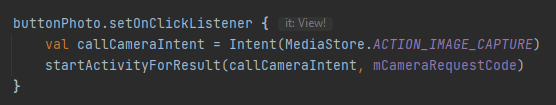 buttonPhoto.setOnClickListener { it: View!
    val callCameraIntent = Intent(MediaStore.ACTION_IMAGE_CAPTURE)
    startActivityForResult(callCameraIntent, mCameraRequestCode)
}